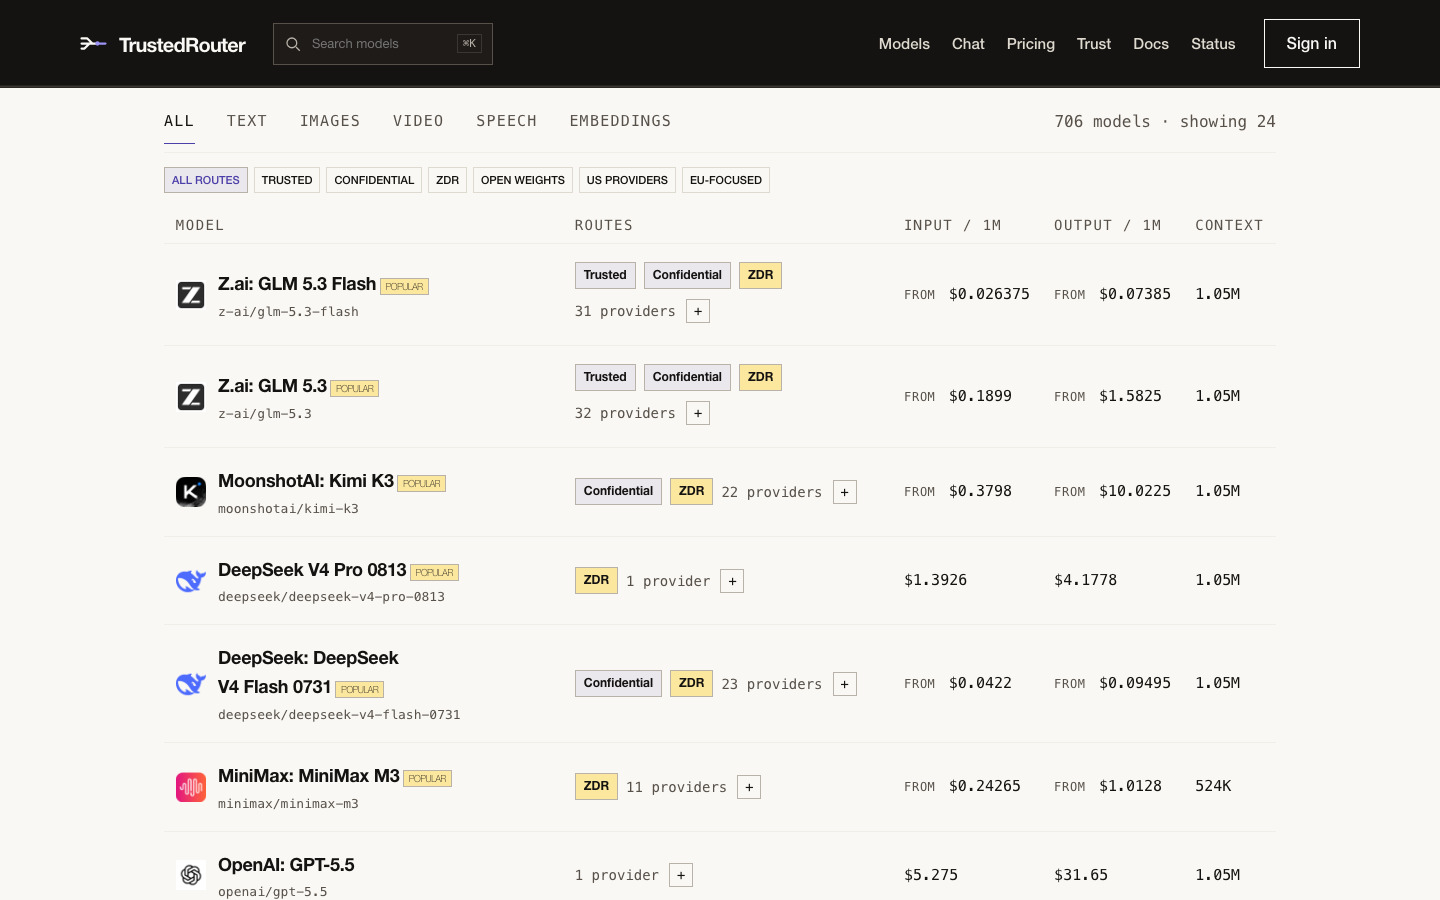 TrustedRouter
Search models
⌘K
Models
Chat
Pricing
Trust
Docs
Status
Sign in
ALL
TEXT
IMAGES
VIDEO
SPEECH
EMBEDDINGS
706 models · showing 24
ALL ROUTES
TRUSTED
CONFIDENTIAL
ZDR
OPEN WEIGHTS
US PROVIDERS
EU-FOCUSED
MODEL
ROUTES
INPUT / 1M
OUTPUT / 1M
CONTEXT
Z.ai: GLM 5.3 Flash POPULAR
z-ai/glm-5.3-flash
Trusted Confidential ZDR
31 providers +
FROM $0.026375
FROM $0.07385
1.05M
Z.ai: GLM 5.3 POPULAR
z-ai/glm-5.3
Trusted Confidential ZDR
32 providers +
FROM $0.1899
FROM $1.5825
1.05M
MoonshotAI: Kimi K3 POPULAR
moonshotai/kimi-k3
Confidential ZDR 22 providers +
FROM $0.3798
FROM $10.0225
1.05M
DeepSeek V4 Pro 0813 POPULAR
deepseek/deepseek-v4-pro-0813
ZDR 1 provider +
$1.3926
$4.1778
1.05M
DeepSeek: DeepSeek
V4 Flash 0731 POPULAR
deepseek/deepseek-v4-flash-0731
Confidential ZDR 23 providers +
FROM $0.0422
FROM $0.09495
1.05M
MiniMax: MiniMax M3 POPULAR
minimax/minimax-m3
ZDR 11 providers +
FROM $0.24265
FROM $1.0128
524K
OpenAI: GPT-5.5
openai/gpt-5.5
1 provider +
$5.275
$31.65
1.05M